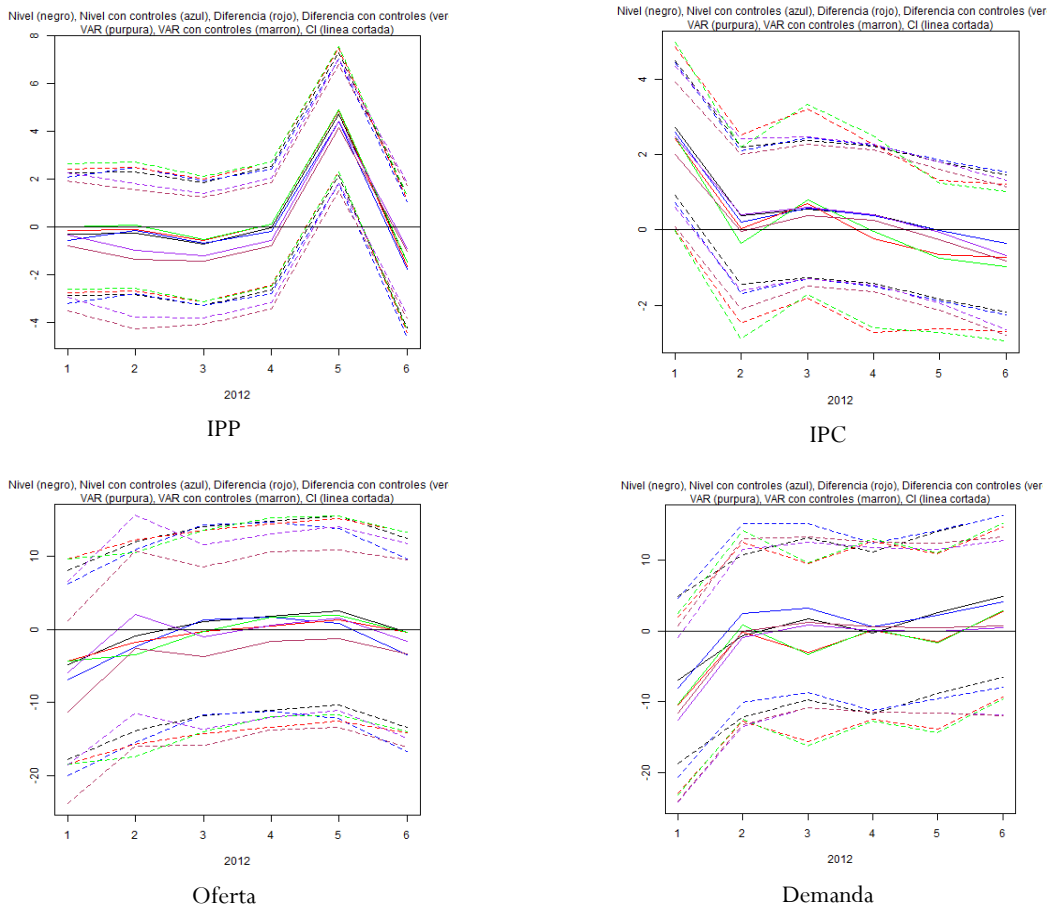 Nivel (negro), Nivel con controles (azul), Diferencia (rojo), Diferencia con controles (ver
VAR (purpura), VAR con controles (marron), CI (linea cortada)
8
6
4
2
0
-2
-4
1 2 3 4 5 6
2012
IPP
Nivel (negro), Nivel con controles (azul), Diferencia (rojo), Diferencia con controles (ver
VAR (purpura), VAR con controles (marron), CI (linea cortada)
4
2
0
-2
1 2 3 4 5 6
2012
IPC
Nivel (negro), Nivel con controles (azul), Diferencia (rojo), Diferencia con controles (ver
VAR (purpura), VAR con controles (marron), CI (linea cortada)
10
0
-10
-20
1 2 3 4 5 6
2012
Oferta
Nivel (negro), Nivel con controles (azul), Diferencia (rojo), Diferencia con controles (ver
VAR (purpura), VAR con controles (marron), CI (linea cortada)
10
0
-10
-20
1 2 3 4 5 6
2012
Demanda